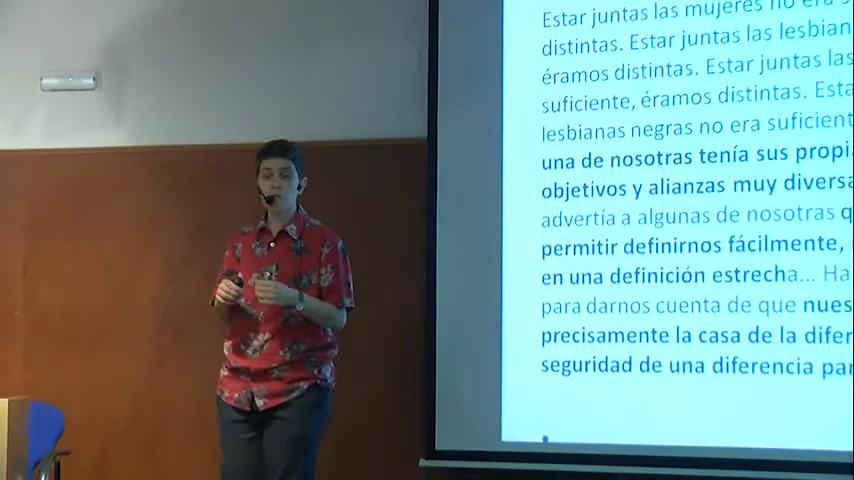 Estar juntas las mujeres no era s
distintas. Estar juntas las lesbian
éramos distintas. Estar juntas las
suficiente, éramos distintas. Esta
lesbianas negras no era suficient
una de nosotras tenía sus propi
objetivos y alianzas muy divers
advertía a algunas de nosotras q
permitir definirnos fácilmente,
en una definición estrecha... Ha
para darnos cuenta de que nues
precisamente la casa de la difer
seguridad de una diferencia par